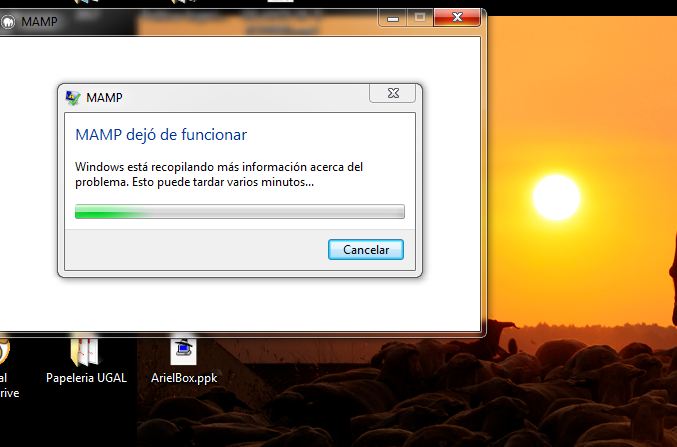 MAMP
MAMP
MAMP dejó de funcionar
Windows está recopilando más información acerca del
problema. Esto puede tardar varios minutos...
Cancelar
al
rive
Papeleria UGAL
ArielBox.ppk